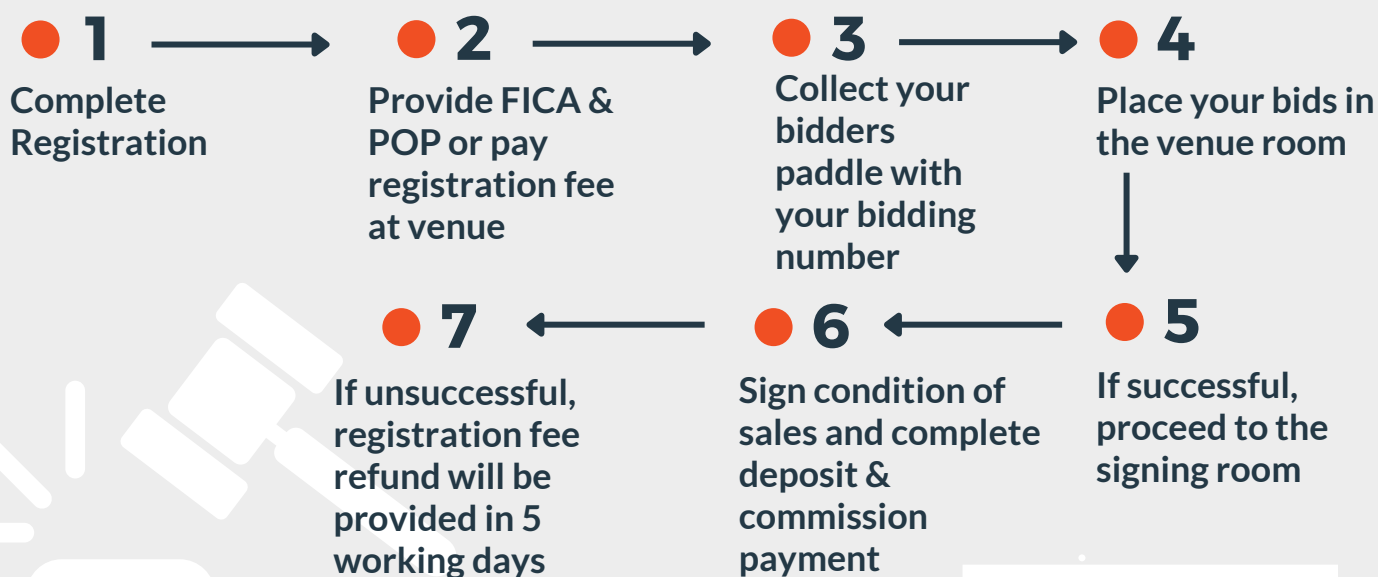 1
Complete
Registration
2
Provide FICA &
POP or pay
registration fee
at venue
3
Collect your
bidders
paddle with
your bidding
number
4
Place your bids in
the venue room
5
If successful,
proceed to the
signing room
6
Sign condition of
sales and complete
deposit &
commission
payment
7
If unsuccessful,
registration fee
refund will be
provided in 5
working days